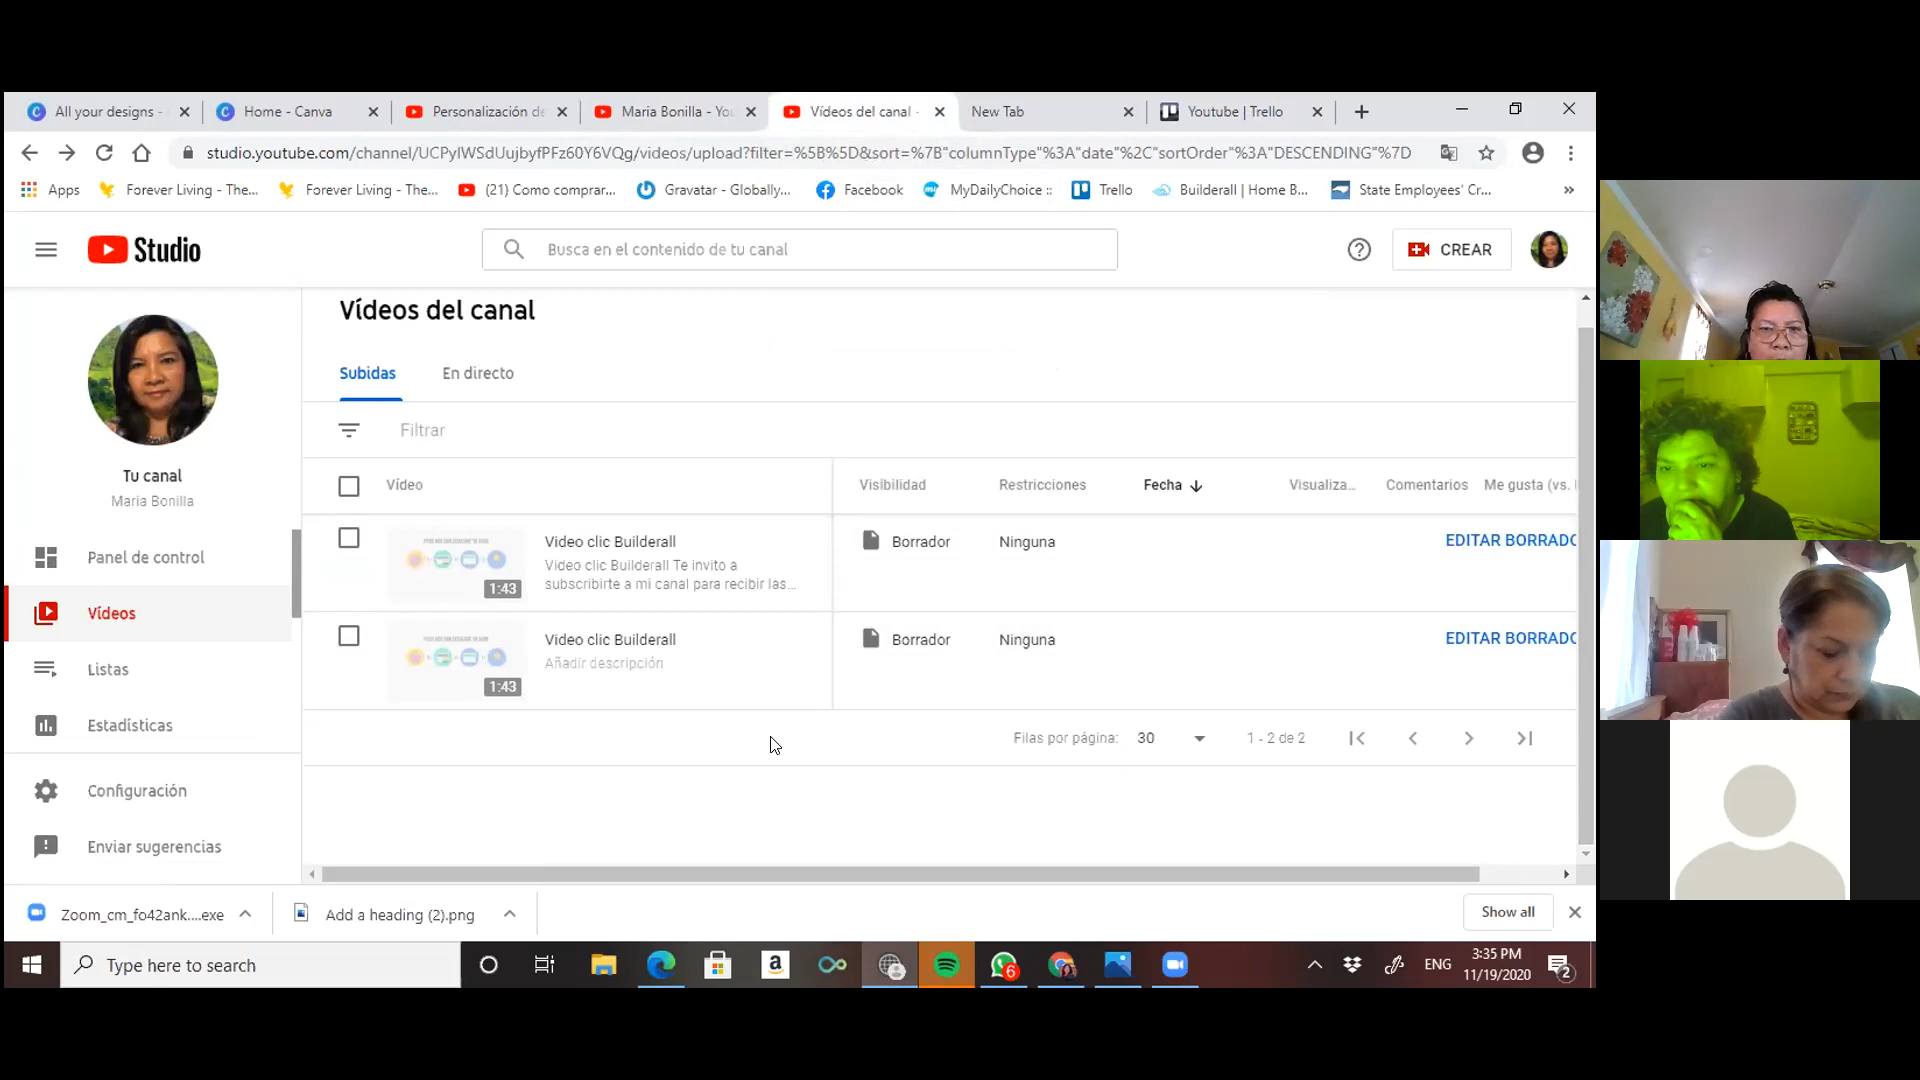 All your designs -
Home - Canva
Personalización de
Maria Bonilla - You
Vídeos del canal -
New Tab
Youtube | Trello
studio.youtube.com/channel/UCPyIWSdUujbyfPFz60Y6VQg/videos/upload?filter=%5B%5D&sort=%7B"columnType"%3A"date"%2C"sortOrder"%3A"DESCENDING"%7D
Apps
Forever Living - The...
Forever Living - The...
(21) Como comprar...
Gravatar - Globally...
Facebook
MyDailyChoice ::
Trello
Builderall | Home B...
State Employees' Cr...
»
Studio
Busca en el contenido de tu canal
CREAR
Vídeos del canal
Subidas
En directo
Filtrar
Tu canal
Maria Bonilla
Panel de control
Vídeos
Listas
Estadísticas
Configuración
Enviar sugerencias
Vídeo
Visibilidad
Restricciones
Fecha
Visualiza...
Comentarios
Me gusta (vs.
Video clic Builderall
Video clic Builderall Te invito a
subscribirte a mi canal para recibir las...
1:43
Borrador
Ninguna
EDITAR BORRADO
Video clic Builderall
Añadir descripción
1:43
Borrador
Ninguna
EDITAR BORRADO
Filas por página:
30
1 - 2 de 2
Zoom_cm_fo42ank....exe
Add a heading (2).png
Show all
Type here to search
a
6
ENG
3:35 PM
11/19/2020
2